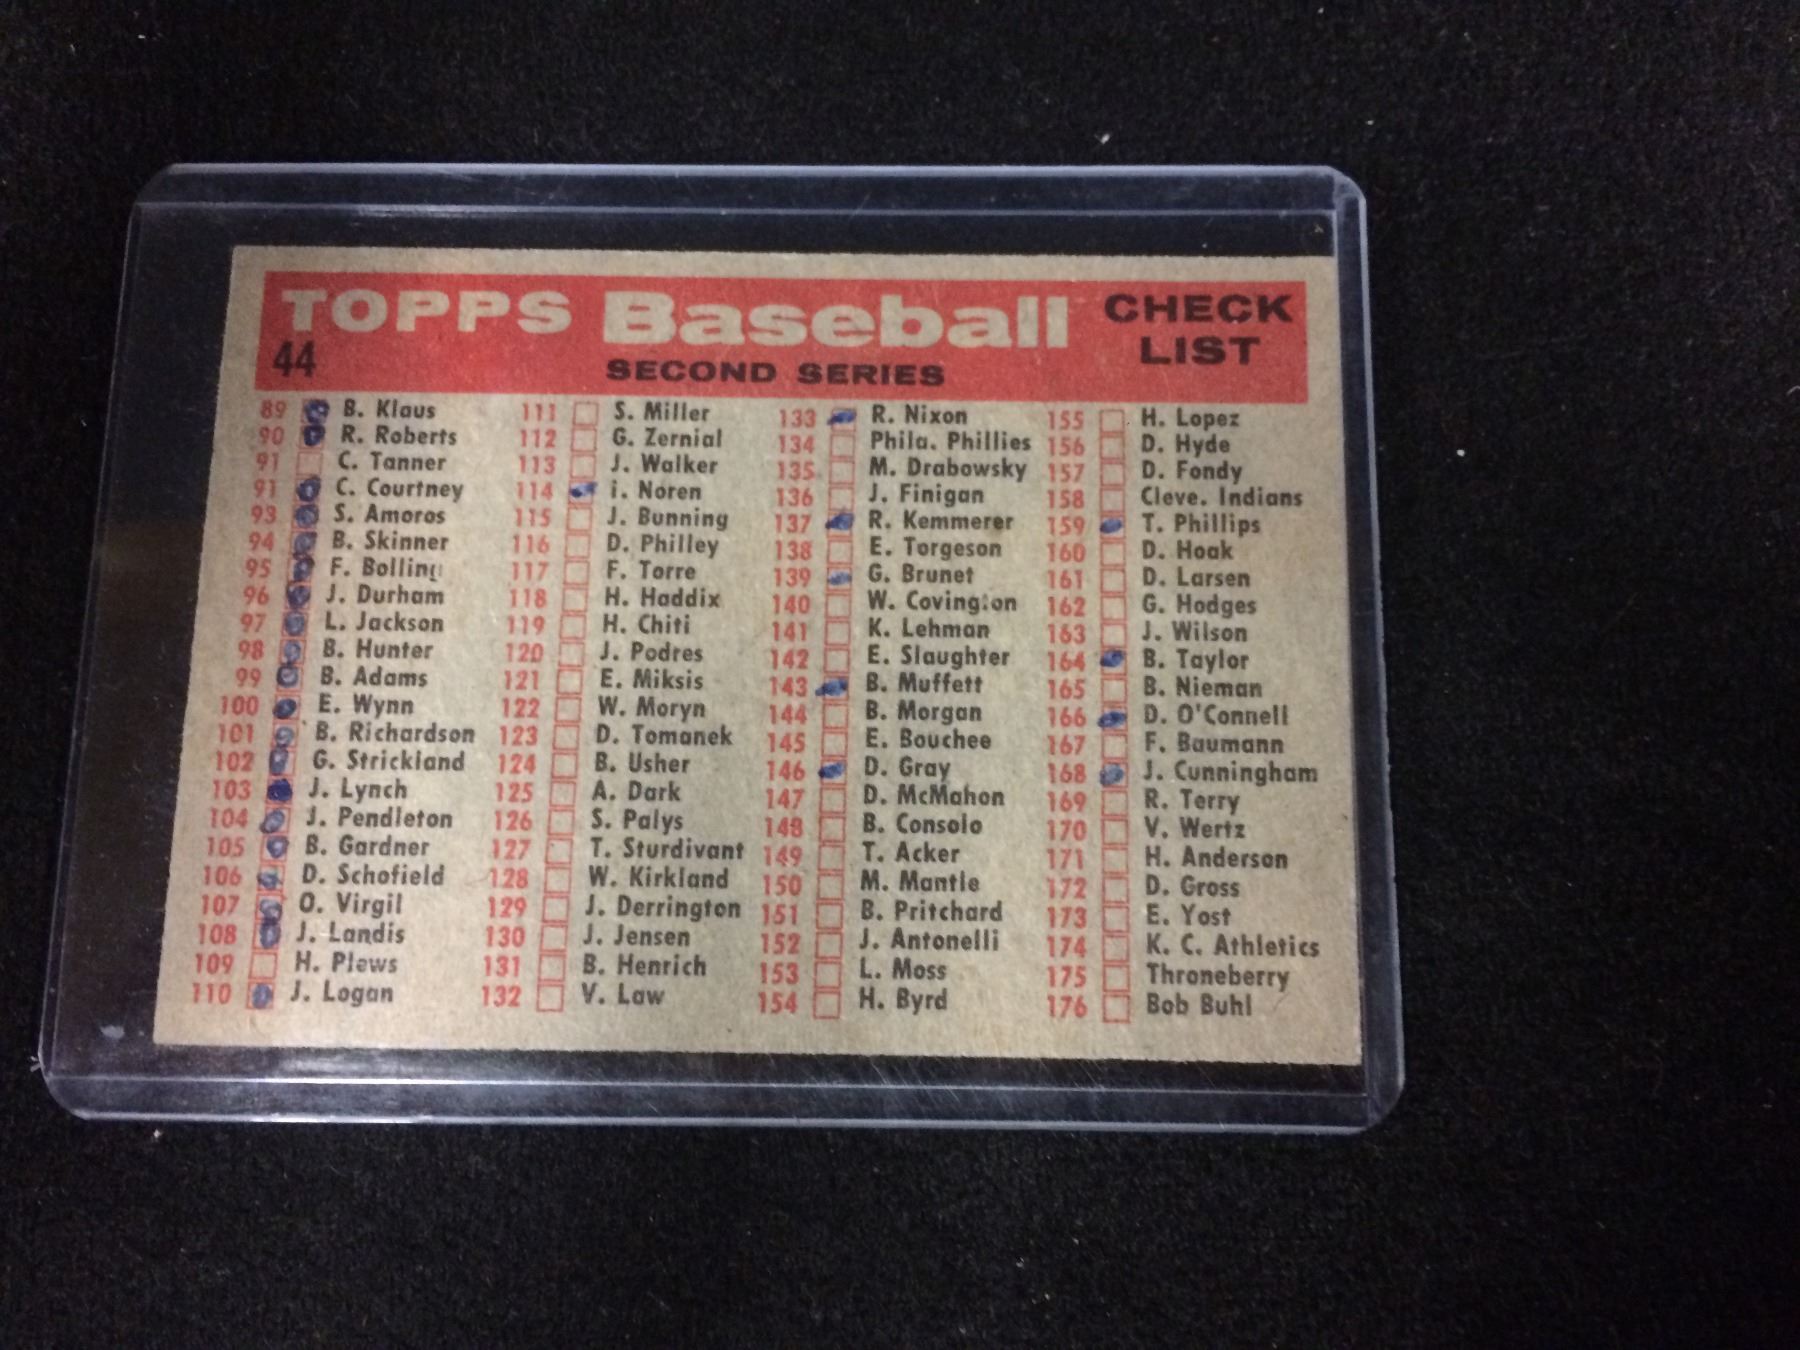 TOPPS Baseball CHECK LIST
44 SECOND SERIES
89 B. Klaus
90 R. Roberts
91 C. Tanner
91 C. Courtney
93 S. Amoros
94 B. Skinner
95 F. Bolling
96 J. Durham
97 L. Jackson
98 B. Hunter
99 B. Adams
100 E. Wynn
101 B. Richardson
102 G. Strickland
103 J. Lynch
104 J. Pendleton
105 B. Gardner
106 D. Schofield
107 O. Virgil
108 J. Landis
109 H. Plews
110 J. Logan
111 S. Miller
112 G. Zernial
113 J. Walker
114 i. Noren
115 J. Bunning
116 D. Philley
117 F. Torre
118 H. Haddix
119 H. Chiti
120 J. Podres
121 E. Miksis
122 W. Moryn
123 D. Tomanek
124 B. Usher
125 A. Dark
126 S. Palys
127 T. Sturdivant
128 W. Kirkland
129 J. Derrington
130 J. Jensen
131 B. Henrich
132 V. Law
133 R. Nixon
134 Phila. Phillies
135 M. Drabowsky
136 J. Finigan
137 R. Kemmerer
138 E. Torgeson
139 G. Brunet
140 W. Covington
141 K. Lehman
142 E. Slaughter
143 B. Muffett
144 B. Morgan
145 E. Bouchee
146 D. Gray
147 D. McMahon
148 B. Consolo
149 T. Acker
150 M. Mantle
151 B. Pritchard
152 J. Antonelli
153 L. Moss
154 H. Byrd
155 H. Lopez
156 D. Hyde
157 D. Fondy
158 Cleve. Indians
159 T. Phillips
160 D. Hoak
161 D. Larsen
162 G. Hodges
163 J. Wilson
164 B. Taylor
165 B. Nieman
166 D. O'Connell
167 F. Baumann
168 J. Cunningham
169 R. Terry
170 V. Wertz
171 H. Anderson
172 D. Gross
173 E. Yost
174 K. C. Athletics
175 Throneberry
176 Bob Buhl